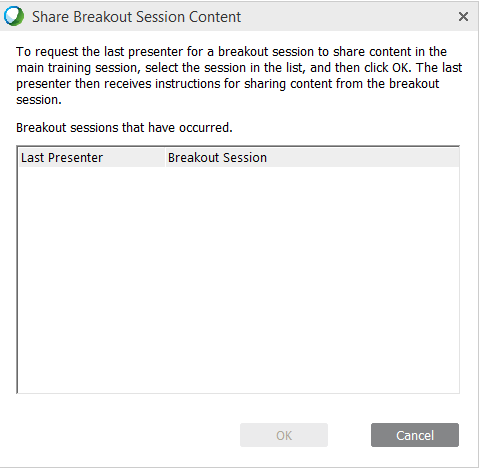 Share Breakout Session Content
To request the last presenter for a breakout session to share content in the
main training session, select the session in the list, and then click OK. The last
presenter then receives instructions for sharing content from the breakout
session.
Breakout sessions that have occurred.
Last Presenter Breakout Session
OK Cancel